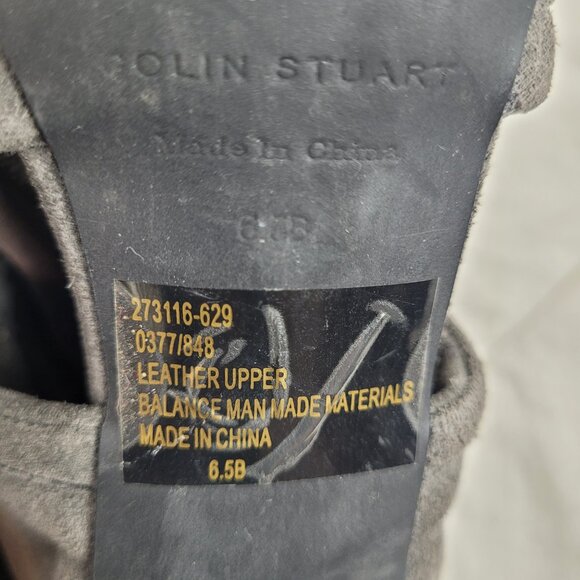 COLIN STUART
Made In China
6.5B
273116-629
0377/848
LEATHER UPPER
BALANCE MAN MADE MATERIALS
MADE IN CHINA
6.5B